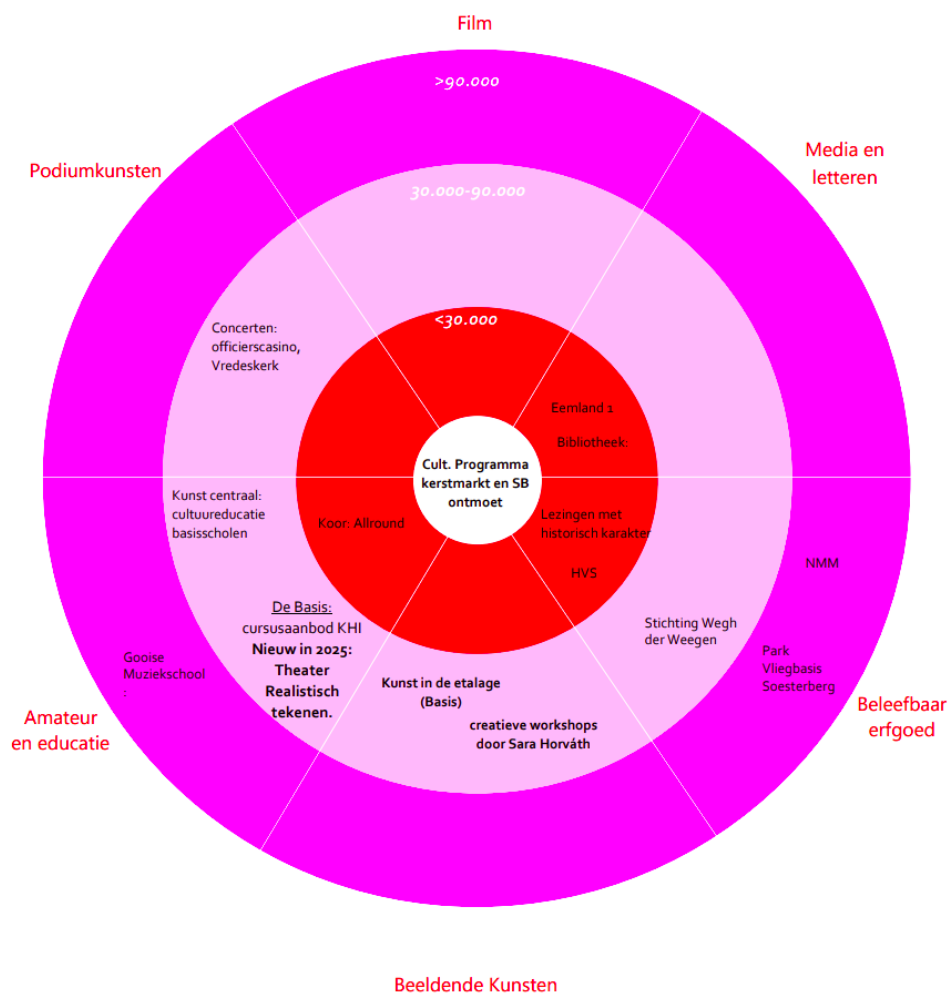 Film
>90.000
Podiumkunsten
Media en
letteren
30.000-90.000
<30.000
Concerten:
officierscasino,
Vredeskerk
Eemland 1
Bibliotheek:
Cult. Programma
kerstmarkt en SB
ontmoet
Kunst centraal:
cultuureducatie
basisscholen
Koor: Allround
Lezingen met
historisch karakter
HVS
NMM
De Basis:
cursusaanbod KHI
Nieuw in 2025:
Theater
Realistisch
tekenen.
Stichting Wegh
der Weegen
Park
Vliegbasis
Soesterberg
Gooise
Muziekschool
:
Kunst in de etalage
(Basis)
creatieve workshops
door Sara Horváth
Amateur
en educatie
Beleefbaar
erfgoed
Beeldende Kunsten